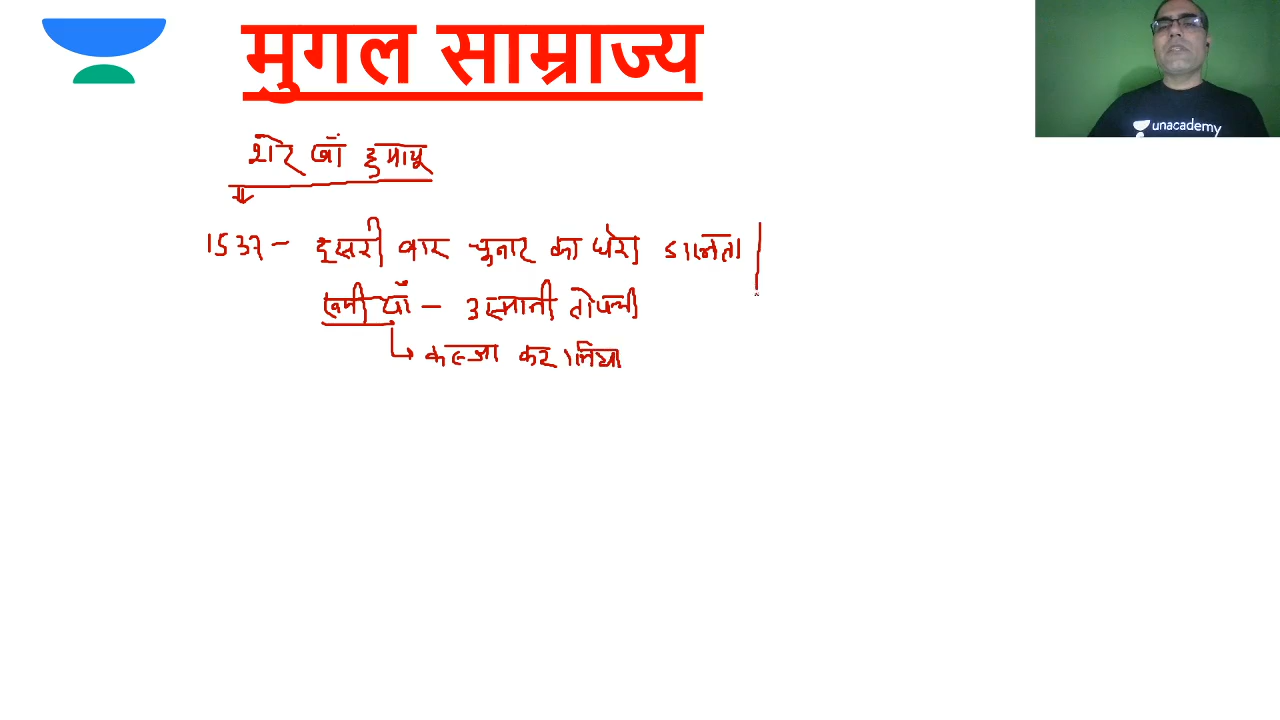 मुगल साम्राज्य
unacademy
शेर खाँ हुमायू
1537 - दूसरी बार चुनार का घेरा डालता
रूमी खाँ - उस्मानी तोपची
कब्जा कर लिया